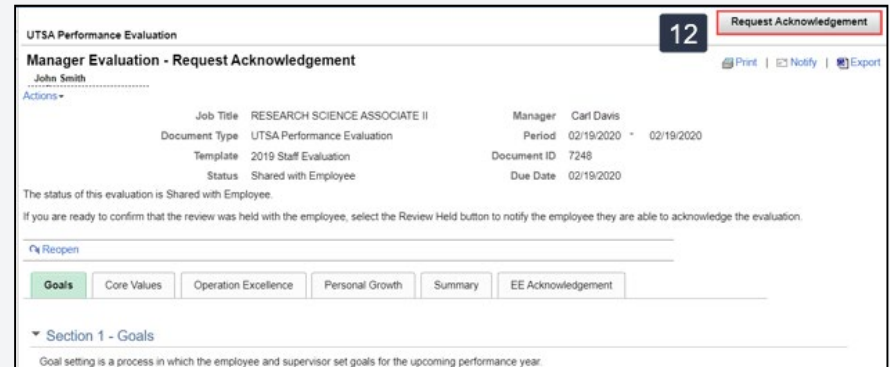 12
Request Acknowledgement
UTSA Performance Evaluation
Manager Evaluation - Request Acknowledgement
Print | Notify | Export
John Smith
Actions
Job Title RESEARCH SCIENCE ASSOCIATE II Manager Carl Davis
Document Type UTSA Performance Evaluation Period 02/19/2020 - 02/19/2020
Template 2019 Staff Evaluation Document ID 7248
Status Shared with Employee Due Date 02/19/2020
The status of this evaluation is Shared with Employee.
If you are ready to confirm that the review was held with the employee, select the Review Held button to notify the employee they are able to acknowledge the evaluation.
Reopen
Goals Core Values Operation Excellence Personal Growth Summary EE Acknowledgement
Section 1 - Goals
Goal setting is a process in which the employee and supervisor set goals for the upcoming performance year.